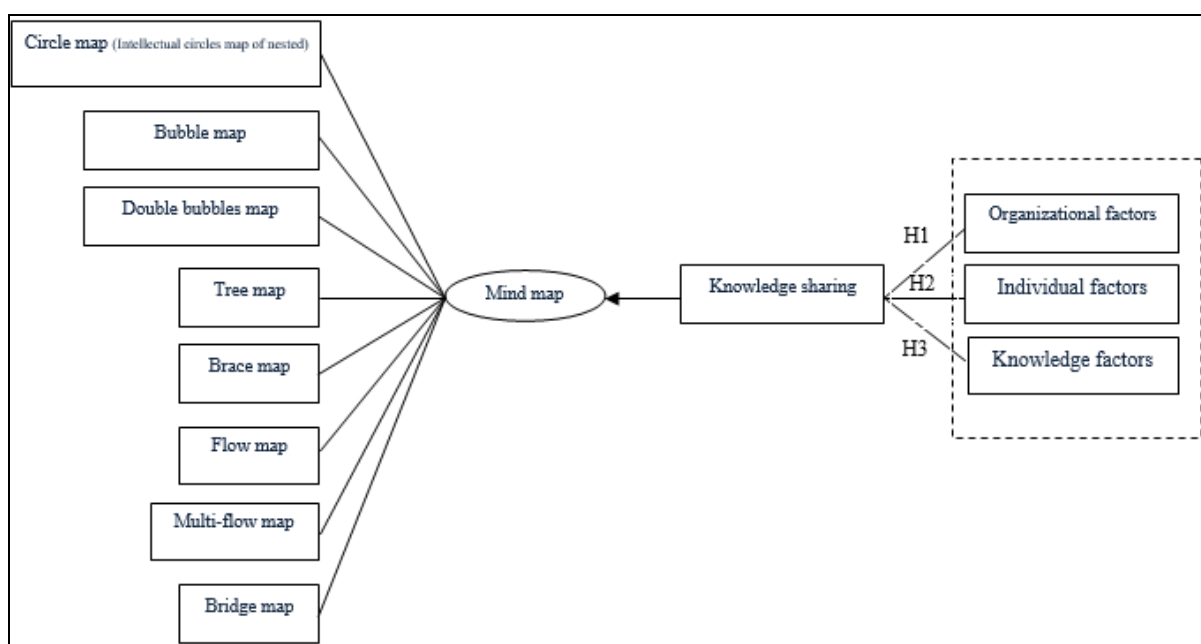 Circle map (Intellectual circles map of nested)
Bubble map
Double bubbles map
Tree map
Brace map
Flow map
Multi-flow map
Bridge map
Mind map
Knowledge sharing
H1
H2
H3
Organizational factors
Individual factors
Knowledge factors